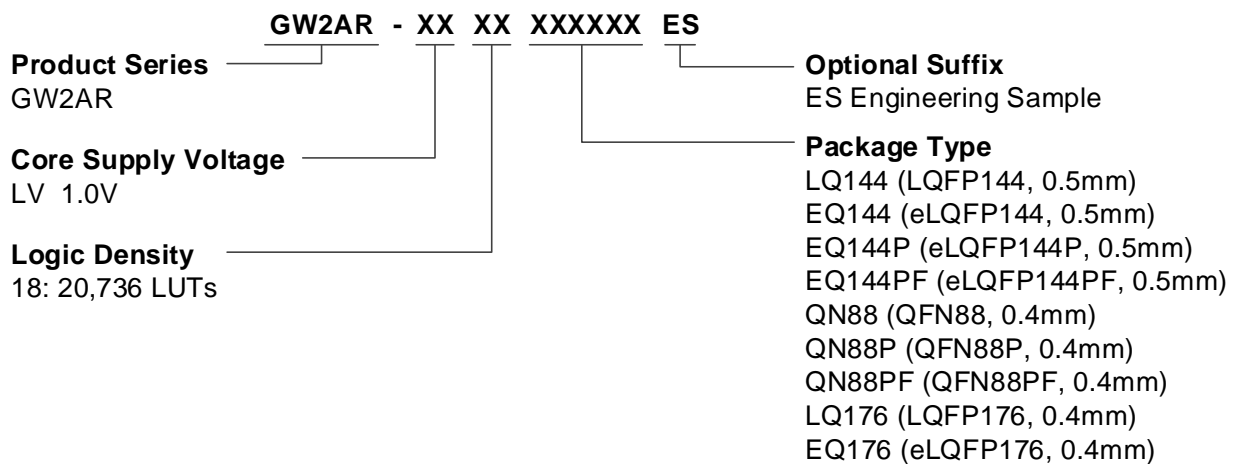 GW2AR - XX XX XXXXXX ES
Product Series
GW2AR
Core Supply Voltage
LV 1.0V
Logic Density
18: 20,736 LUTs
Optional Suffix
ES Engineering Sample
Package Type
LQ144 (LQFP144, 0.5mm)
EQ144 (eLQFP144, 0.5mm)
EQ144P (eLQFP144P, 0.5mm)
EQ144PF (eLQFP144PF, 0.5mm)
QN88 (QFN88, 0.4mm)
QN88P (QFN88P, 0.4mm)
QN88PF (QFN88PF, 0.4mm)
LQ176 (LQFP176, 0.4mm)
EQ176 (eLQFP176, 0.4mm)